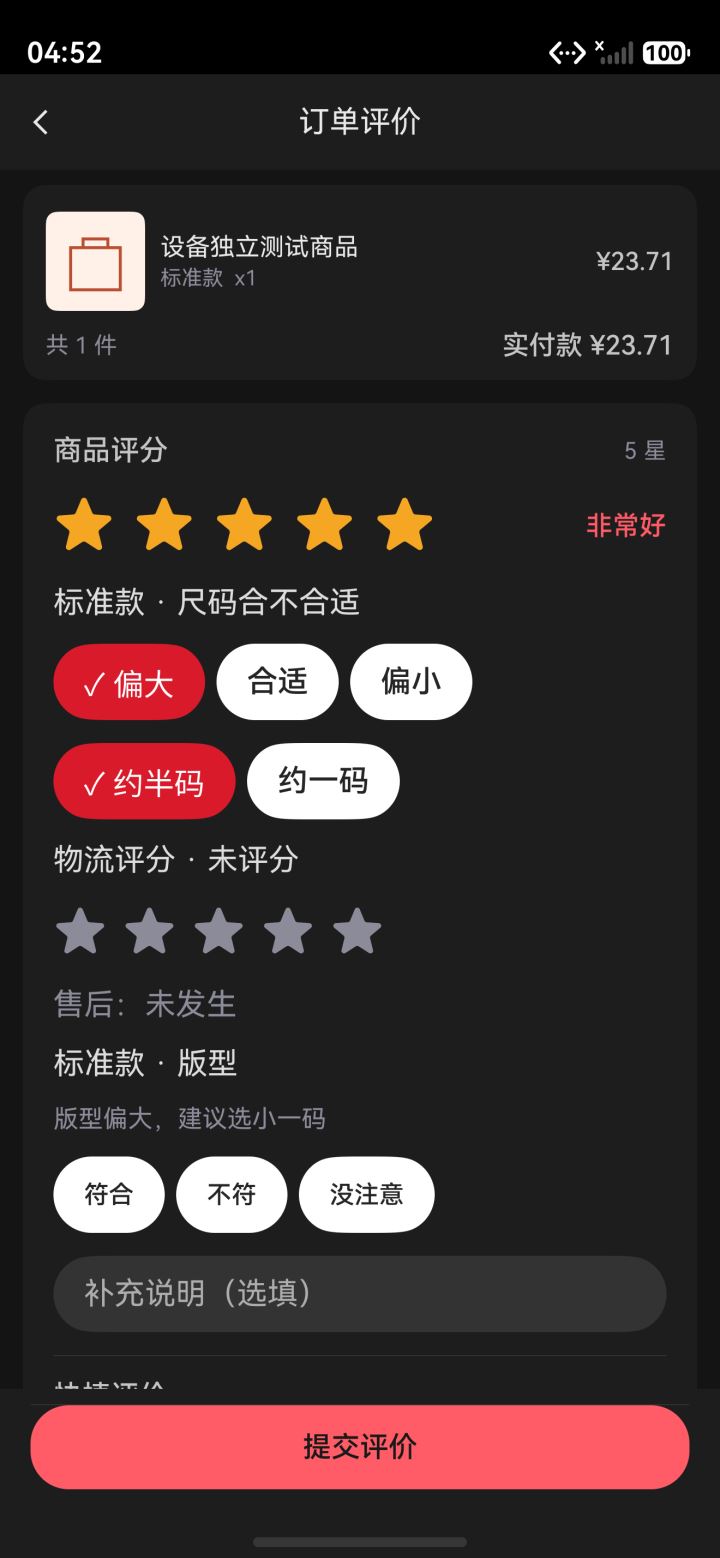 04:52
100
订单评价
设备独立测试商品
¥23.71
标准款 x1
共 1 件
实付款 ¥23.71
商品评分
5 星
非常好
标准款 · 尺码合不合适
✓ 偏大
合适
偏小
✓ 约半码
约一码
物流评分 · 未评分
售后：未发生
标准款 · 版型
版型偏大，建议选小一码
符合
不符
没注意
补充说明（选填）
快捷评价
提交评价